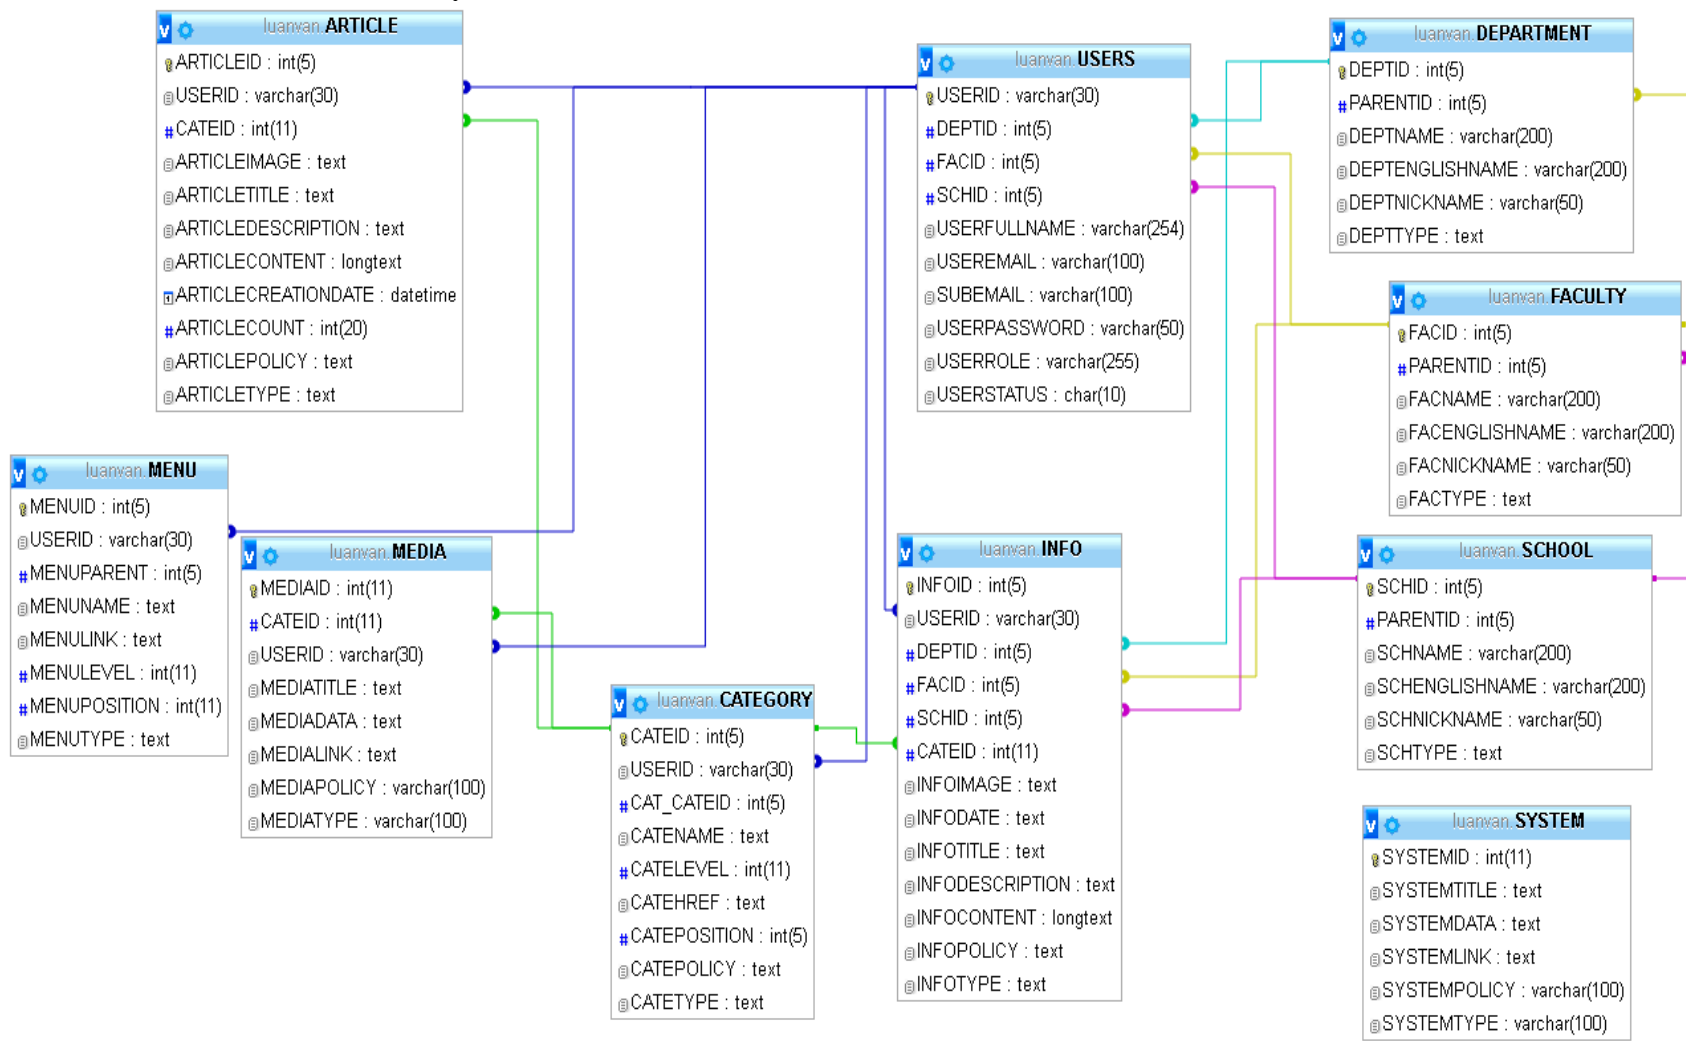 luanvan.ARTICLE
ARTICLEID : int(5)
USERID : varchar(30)
#CATEID : int(11)
ARTICLEIMAGE : text
ARTICLETITLE : text
ARTICLEDESCRIPTION : text
ARTICLECONTENT : longtext
ARTICLECREATIONDATE : datetime
#ARTICLECOUNT : int(20)
ARTICLEPOLICY : text
ARTICLETYPE : text
luanvan.USERS
USERID : varchar(30)
#DEPTID : int(5)
#FACID : int(5)
#SCHID : int(5)
USERFULLNAME : varchar(254)
USEREMAIL : varchar(100)
SUBEMAIL : varchar(100)
USERPASSWORD : varchar(50)
USERROLE : varchar(255)
USERSTATUS : char(10)
luanvan.DEPARTMENT
DEPTID : int(5)
#PARENTID : int(5)
DEPTNAME : varchar(200)
DEPTENGLISHNAME : varchar(200)
DEPTNICKNAME : varchar(50)
DEPTTYPE : text
luanvan.FACULTY
FACID : int(5)
#PARENTID : int(5)
FACNAME : varchar(200)
FACENGLISHNAME : varchar(200)
FACNICKNAME : varchar(50)
FACTYPE : text
luanvan.MENU
MENUID : int(5)
USERID : varchar(30)
#MENUPARENT : int(5)
MENUNAME : text
MENULINK : text
#MENULEVEL : int(11)
#MENUPOSITION : int(11)
MENUTYPE : text
luanvan.MEDIA
MEDIAID : int(11)
#CATEID : int(11)
USERID : varchar(30)
MEDIATITLE : text
MEDIADATA : text
MEDIALINK : text
MEDIAPOLICY : varchar(100)
MEDIATYPE : varchar(100)
luanvan.CATEGORY
CATEID : int(5)
USERID : varchar(30)
#CAT_CATEID : int(5)
CATENAME : text
#CATELEVEL : int(11)
CATEHREF : text
#CATEPOSITION : int(5)
CATEPOLICY : text
CATETYPE : text
luanvan.INFO
INFOID : int(5)
USERID : varchar(30)
#DEPTID : int(5)
#FACID : int(5)
#SCHID : int(5)
#CATEID : int(11)
INFOIMAGE : text
INFODATE : text
INFOTITLE : text
INFODESCRIPTION : text
INFOCONTENT : longtext
INFOPOLICY : text
INFOTYPE : text
luanvan.SCHOOL
SCHID : int(5)
#PARENTID : int(5)
SCHNAME : varchar(200)
SCHENGLISHNAME : varchar(200)
SCHNICKNAME : varchar(50)
SCHTYPE : text
luanvan.SYSTEM
SYSTEMID : int(11)
SYSTEMTITLE : text
SYSTEMDATA : text
SYSTEMLINK : text
SYSTEMPOLICY : varchar(100)
SYSTEMTYPE : varchar(100)